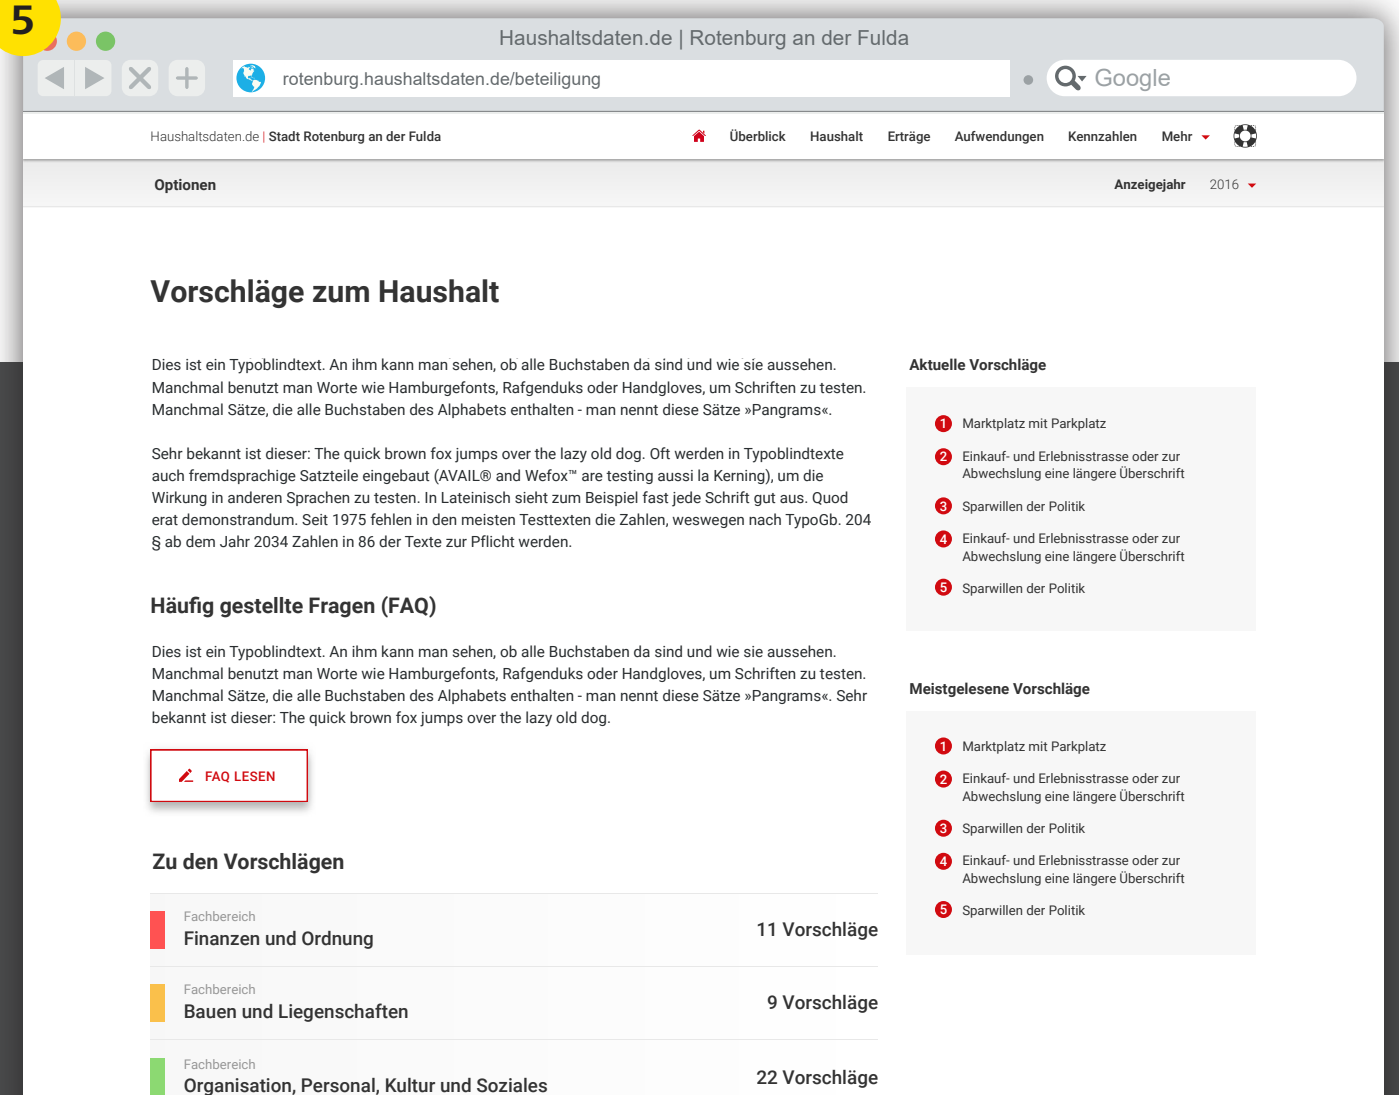 5
Haushaltsdaten.de | Rotenburg an der Fulda
rotenburg.haushaltsdaten.de/beteiligung
Google
Haushaltsdaten.de | Stadt Rotenburg an der Fulda
Überblick Haushalt Erträge Aufwendungen Kennzahlen Mehr
Optionen
Anzeigejahr 2016
Vorschläge zum Haushalt
Dies ist ein Typoblindtext. An ihm kann man sehen, ob alle Buchstaben da sind und wie sie aussehen.
Manchmal benutzt man Worte wie Hamburgefonts, Rafgenduks oder Handgloves, um Schriften zu testen.
Manchmal Sätze, die alle Buchstaben des Alphabets enthalten - man nennt diese Sätze »Pangrams«.
Sehr bekannt ist dieser: The quick brown fox jumps over the lazy old dog. Oft werden in Typoblindtexte
auch fremdsprachige Satzteile eingebaut (AVAIL® and Wefox™ are testing aussi la Kerning), um die
Wirkung in anderen Sprachen zu testen. In Lateinisch sieht zum Beispiel fast jede Schrift gut aus. Quod
erat demonstrandum. Seit 1975 fehlen in den meisten Testtexten die Zahlen, weswegen nach TypoGb. 204
§ ab dem Jahr 2034 Zahlen in 86 der Texte zur Pflicht werden.
Häufig gestellte Fragen (FAQ)
Dies ist ein Typoblindtext. An ihm kann man sehen, ob alle Buchstaben da sind und wie sie aussehen.
Manchmal benutzt man Worte wie Hamburgefonts, Rafgenduks oder Handgloves, um Schriften zu testen.
Manchmal Sätze, die alle Buchstaben des Alphabets enthalten - man nennt diese Sätze »Pangrams«. Sehr
bekannt ist dieser: The quick brown fox jumps over the lazy old dog.
FAQ LESEN
Zu den Vorschlägen
Fachbereich
Finanzen und Ordnung
11 Vorschläge
Fachbereich
Bauen und Liegenschaften
9 Vorschläge
Fachbereich
Organisation, Personal, Kultur und Soziales
22 Vorschläge
Aktuelle Vorschläge
1 Marktplatz mit Parkplatz
2 Einkauf- und Erlebnisstrasse oder zur
Abwechslung eine längere Überschrift
3 Sparwillen der Politik
4 Einkauf- und Erlebnisstrasse oder zur
Abwechslung eine längere Überschrift
5 Sparwillen der Politik
Meistgelesene Vorschläge
1 Marktplatz mit Parkplatz
2 Einkauf- und Erlebnisstrasse oder zur
Abwechslung eine längere Überschrift
3 Sparwillen der Politik
4 Einkauf- und Erlebnisstrasse oder zur
Abwechslung eine längere Überschrift
5 Sparwillen der Politik